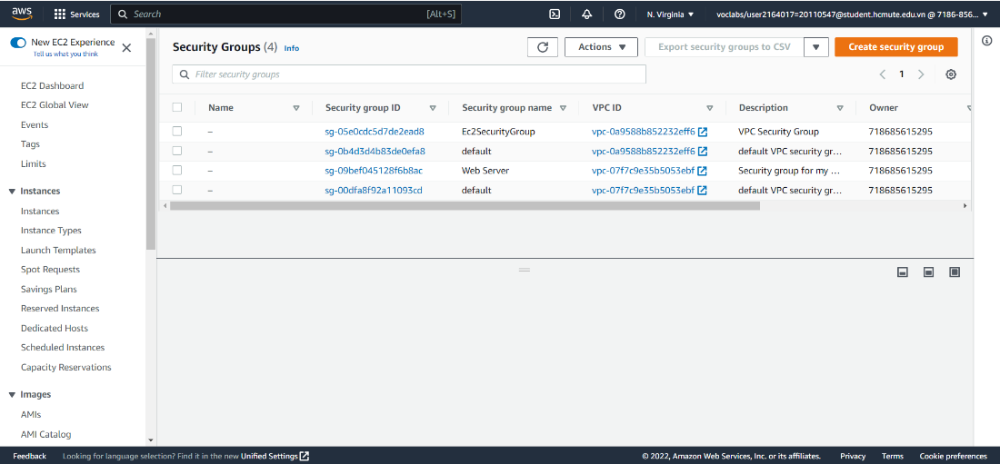 aws
Services
Search
[Alt+S]
N. Virginia
voclabs/user2164017=20110547@student.hcmute.edu.vn @ 7186-856...
New EC2 Experience
Tell us what you think
EC2 Dashboard
EC2 Global View
Events
Tags
Limits
Instances
Instances
Instance Types
Launch Templates
Spot Requests
Savings Plans
Reserved Instances
Dedicated Hosts
Scheduled Instances
Capacity Reservations
Images
AMIs
AMI Catalog
Security Groups (4) Info
Actions
Export security groups to CSV
Create security group
Filter security groups
1
Name Security group ID Security group name VPC ID Description Owner
– sg-05e0cdc5d7de2ead8 Ec2SecurityGroup vpc-0a9588b852232eff6 VPC Security Group 718685615295
– sg-0b4d3d4b83de0efa8 default vpc-0a9588b852232eff6 default VPC security gr... 718685615295
– sg-09bef045128f6b8ac Web Server vpc-07f7c9e35b5053ebf Security group for my ... 718685615295
– sg-00dfa8f92a11093cd default vpc-07f7c9e35b5053ebf default VPC security gr... 718685615295
Feedback Looking for language selection? Find it in the new Unified Settings
© 2022, Amazon Web Services, Inc. or its affiliates. Privacy Terms Cookie preferences